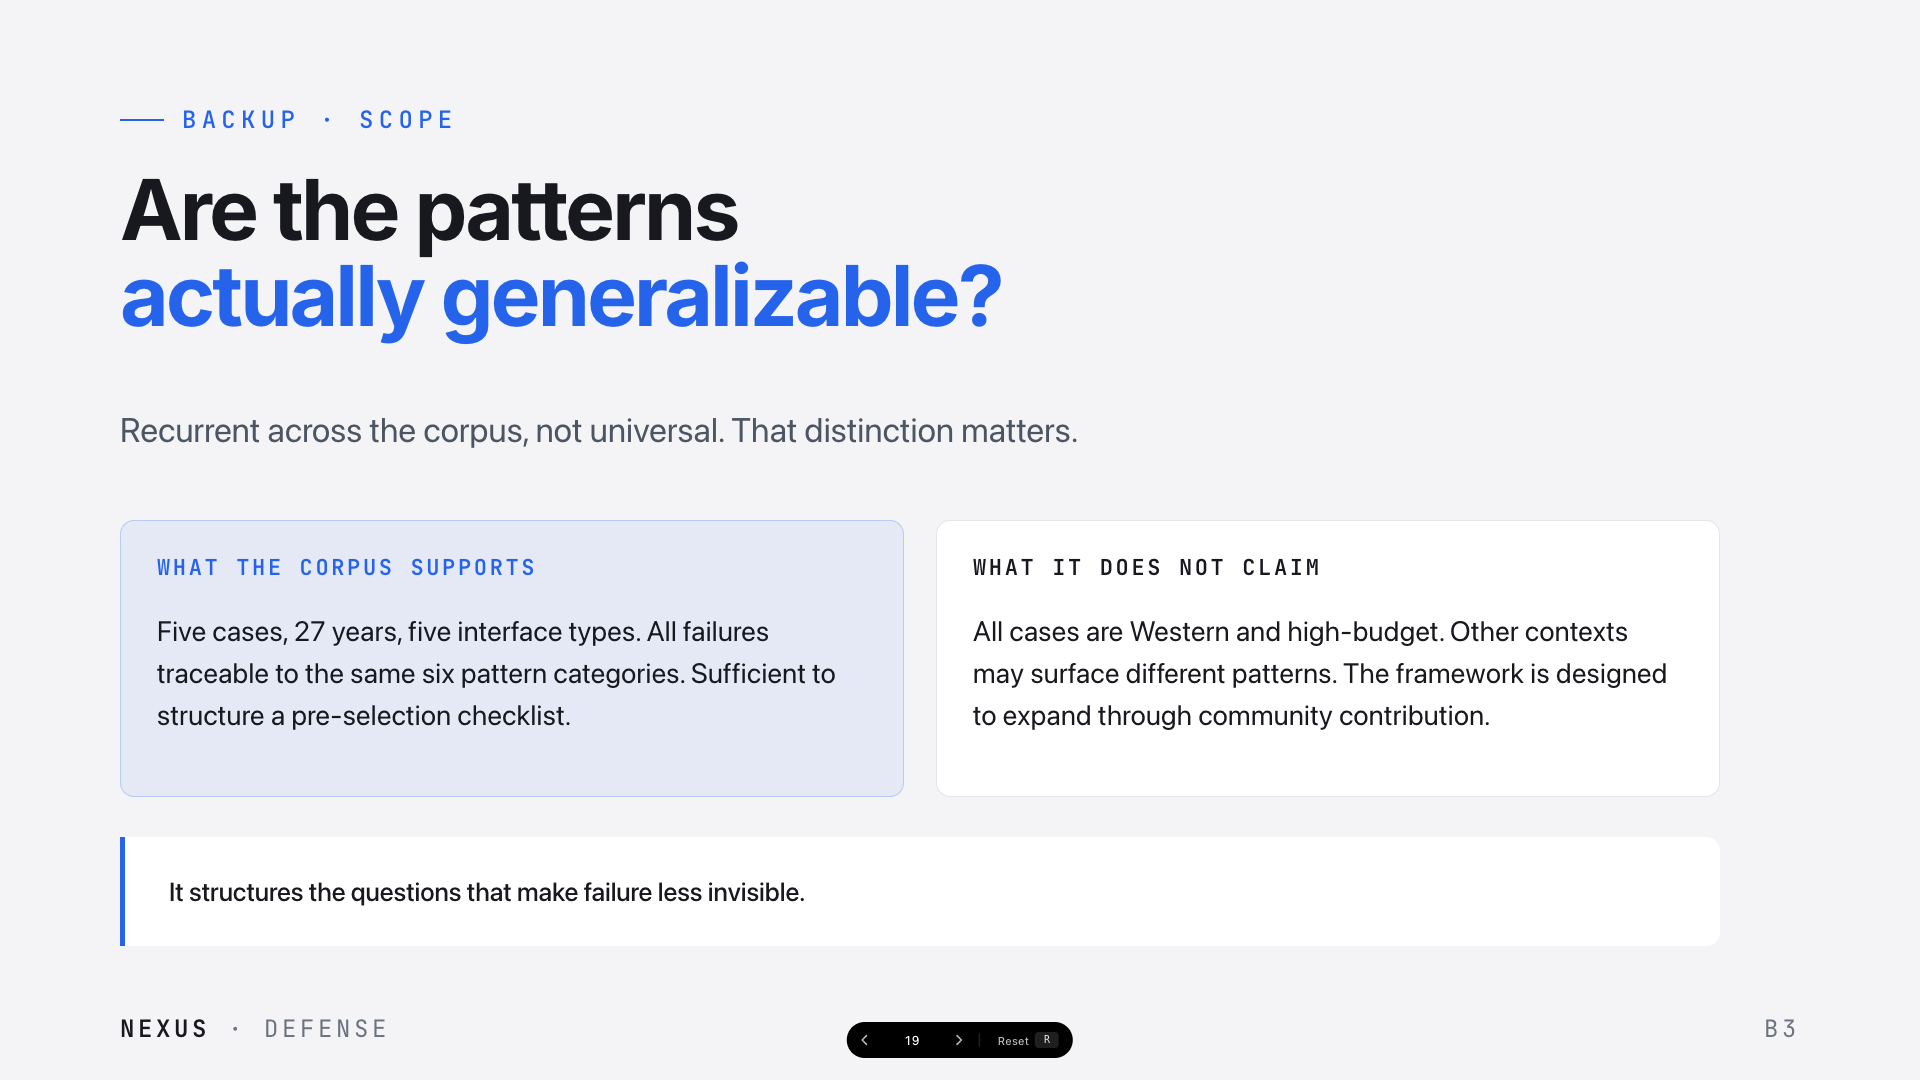 BACKUP · SCOPE
Are the patterns
actually generalizable?
Recurrent across the corpus, not universal. That distinction matters.
WHAT THE CORPUS SUPPORTS
Five cases, 27 years, five interface types. All failures
traceable to the same six pattern categories. Sufficient to
structure a pre-selection checklist.
WHAT IT DOES NOT CLAIM
All cases are Western and high-budget. Other contexts
may surface different patterns. The framework is designed
to expand through community contribution.
It structures the questions that make failure less invisible.
NEXUS · DEFENSE
19
Reset R
B3